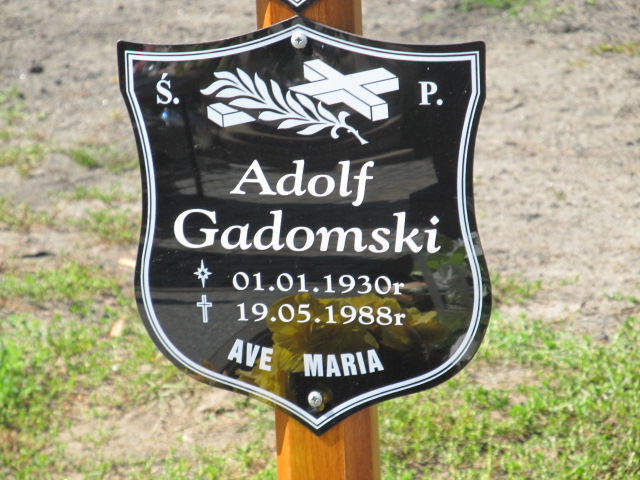 Ś. P.
Adolf
Gadomski
01.01.1930r
19.05.1988r
AVE MARIA